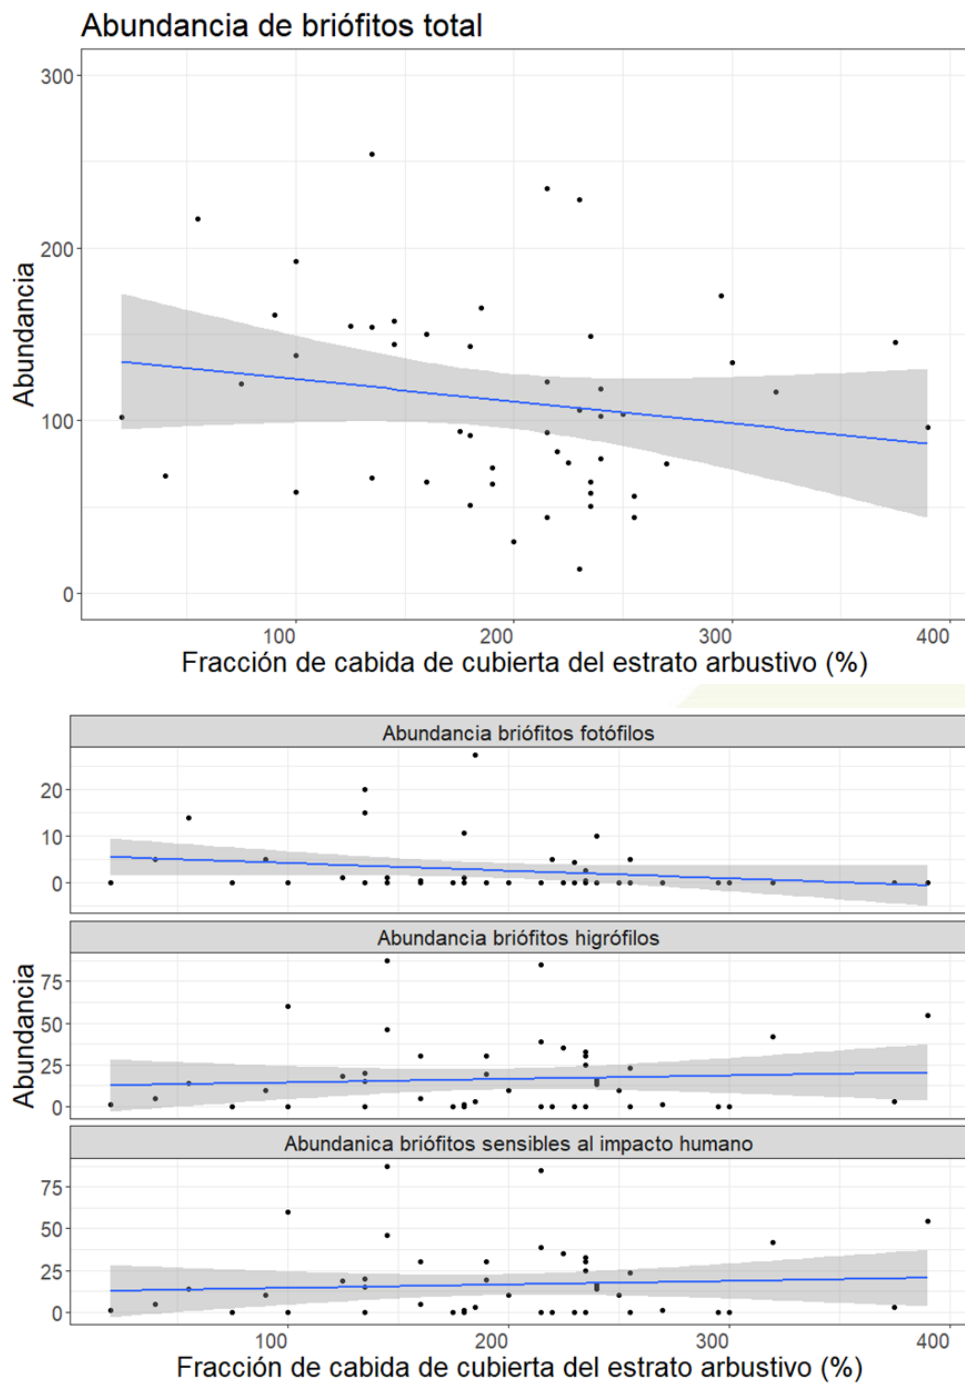 Abundancia de briófitos total
300
200
100
0
Abundancia
100 200 300 400
Fracción de cabida de cubierta del estrato arbustivo (%)
Abundancia briófitos fotófilos
20
10
0
Abundancia briófitos higrófilos
75
50
25
0
Abundancia
Abundanica briófitos sensibles al impacto humano
75
50
25
0
100 200 300 400
Fracción de cabida de cubierta del estrato arbustivo (%)